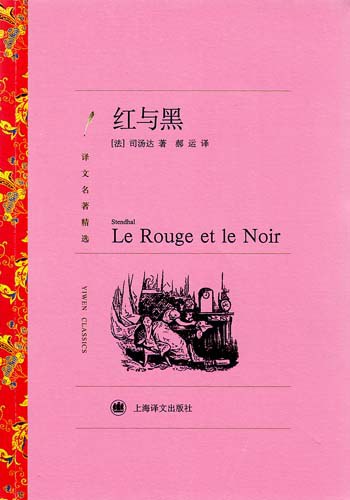 红与黑
[法] 司汤达 著 郝 运 译
译文名著精选
YIWEN CLASSICS
Stendhal
Le Rouge et le Noir
上海译文出版社